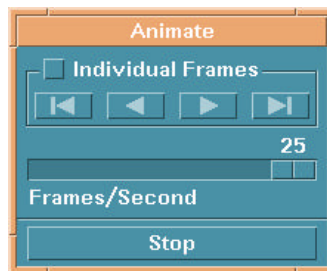 Animate
Individual Frames
25
Frames/Second
Stop